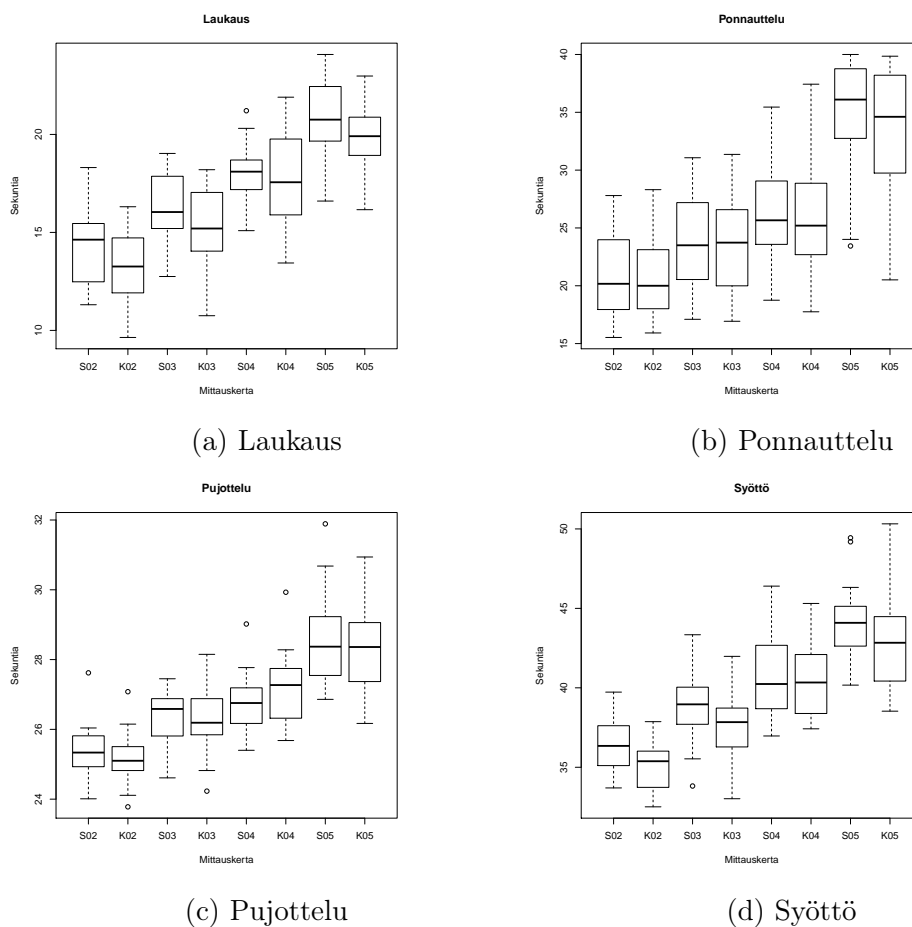 Laukaus
Sekuntia
20
15
10
S02 K02 S03 K03 S04 K04 S05 K05
Mittauskerta
(a) Laukaus
Ponnauttelu
Sekuntia
40
35
30
25
20
15
S02 K02 S03 K03 S04 K04 S05 K05
Mittauskerta
(b) Ponnauttelu
Pujottelu
Sekuntia
32
30
28
26
24
S02 K02 S03 K03 S04 K04 S05 K05
Mittauskerta
(c) Pujottelu
Syöttö
Sekuntia
50
45
40
35
S02 K02 S03 K03 S04 K04 S05 K05
Mittauskerta
(d) Syöttö